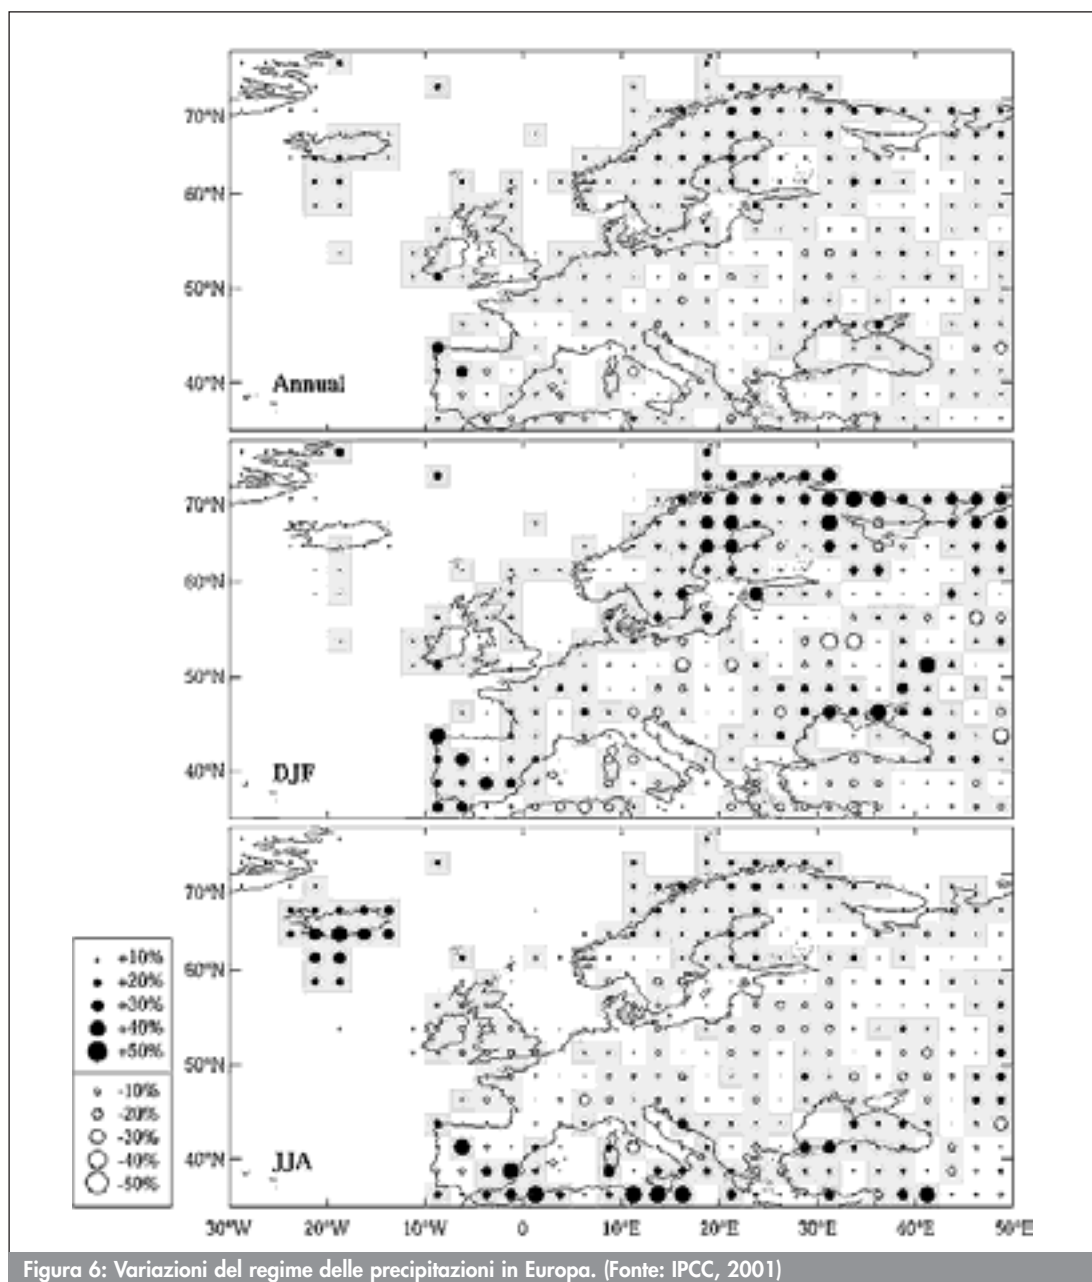 70°N
60°N
50°N
40°N
Annual
70°N
60°N
50°N
40°N
DJF
70°N
60°N
50°N
40°N
JJA
+10%
+20%
+30%
+40%
+50%
-10%
-20%
-30%
-40%
-50%
30°W 20°W 10°W 0 10°E 20°E 30°E 40°E 50°E
Figura 6: Variazioni del regime delle precipitazioni in Europa. (Fonte: IPCC, 2001)